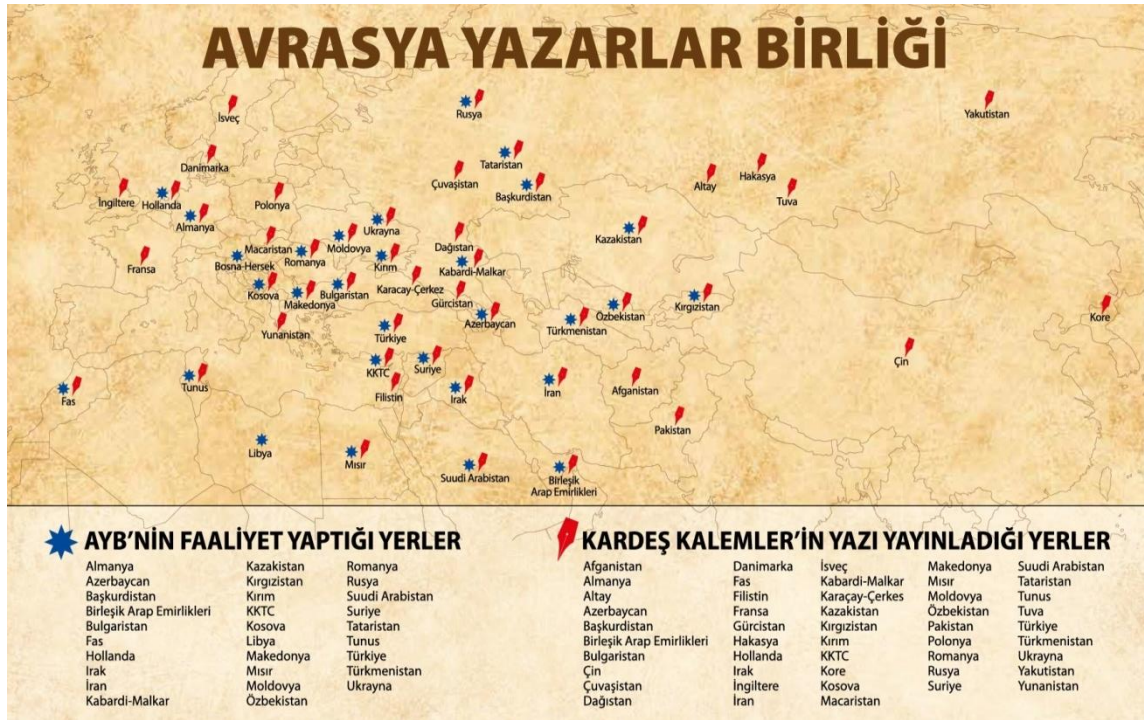 AVRASYA YAZARLAR BİRLİĞİ
İsveç
Rusya
Yakutistan
Danimarka
Tataristan
Çuvaşistan
Başkurdistan
Altay
Hakasya
Tuva
İngiltere
Hollanda
Almanya
Polonya
Ukrayna
Kazakistan
Fransa
Macaristan
Bosna-Hersek
Romanya
Moldovya
Kırım
Dağıstan
Kabardi-Malkar
Karacay-Çerkez
Gürcistan
Kosova
Makedonya
Bulgaristan
Azerbaycan
Türkmenistan
Özbekistan
Kırgızistan
Kore
Yunanistan
Türkiye
Çin
Fas
Tunus
KKTC
Suriye
Filistin
Irak
İran
Afganistan
Pakistan
Libya
Mısır
Suudi Arabistan
Birleşik
Arap Emirlikleri
AYB'NİN FAALİYET YAPTIĞI YERLER
Almanya
Azerbaycan
Başkurdistan
Birleşik Arap Emirlikleri
Bulgaristan
Fas
Hollanda
Irak
İran
Kabardi-Malkar
Kazakistan
Kırgızistan
Kırım
KKTC
Kosova
Libya
Makedonya
Mısır
Moldovya
Özbekistan
Romanya
Rusya
Suudi Arabistan
Suriye
Tataristan
Tunus
Türkiye
Türkmenistan
Ukrayna
KARDEŞ KALEMLER'İN YAZI YAYINLADIĞI YERLER
Afganistan
Almanya
Altay
Azerbaycan
Başkurdistan
Birleşik Arap Emirlikleri
Bulgaristan
Çin
Çuvaşistan
Dağıstan
Danimarka
Fas
Filistin
Fransa
Gürcistan
Hakasya
Hollanda
Irak
İngiltere
İran
İsveç
Kabardi-Malkar
Karaçay-Çerkes
Kazakistan
Kırgızistan
Kırım
KKTC
Kore
Kosova
Macaristan
Makedonya
Mısır
Moldovya
Özbekistan
Pakistan
Polonya
Romanya
Rusya
Suriye
Suudi Arabistan
Tataristan
Tunus
Tuva
Türkiye
Türkmenistan
Ukrayna
Yakutistan
Yunanistan